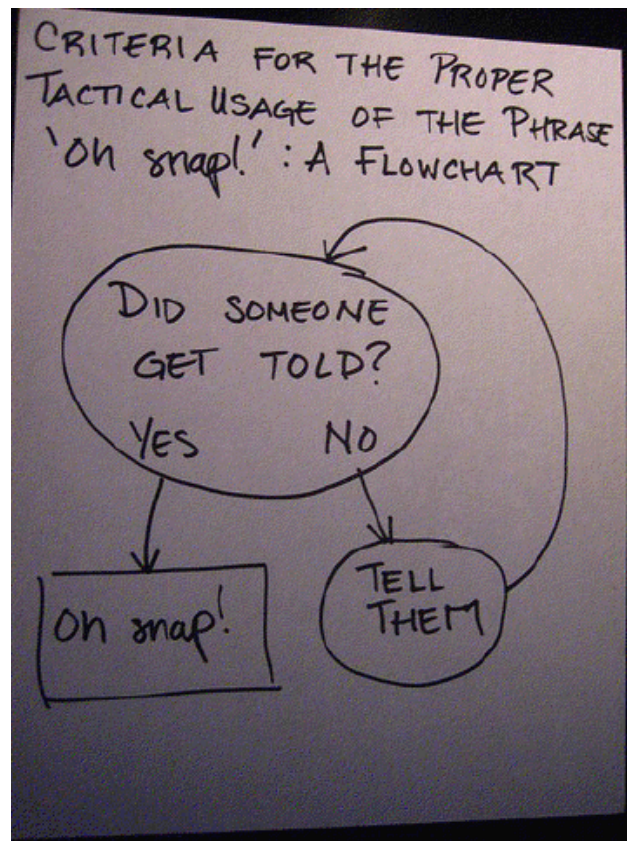 CRITERIA FOR THE PROPER
TACTICAL USAGE OF THE PHRASE
'Oh snap!' : A FLOWCHART
DID SOMEONE
GET TOLD?
YES NO
Oh snap!
TELL
THEM